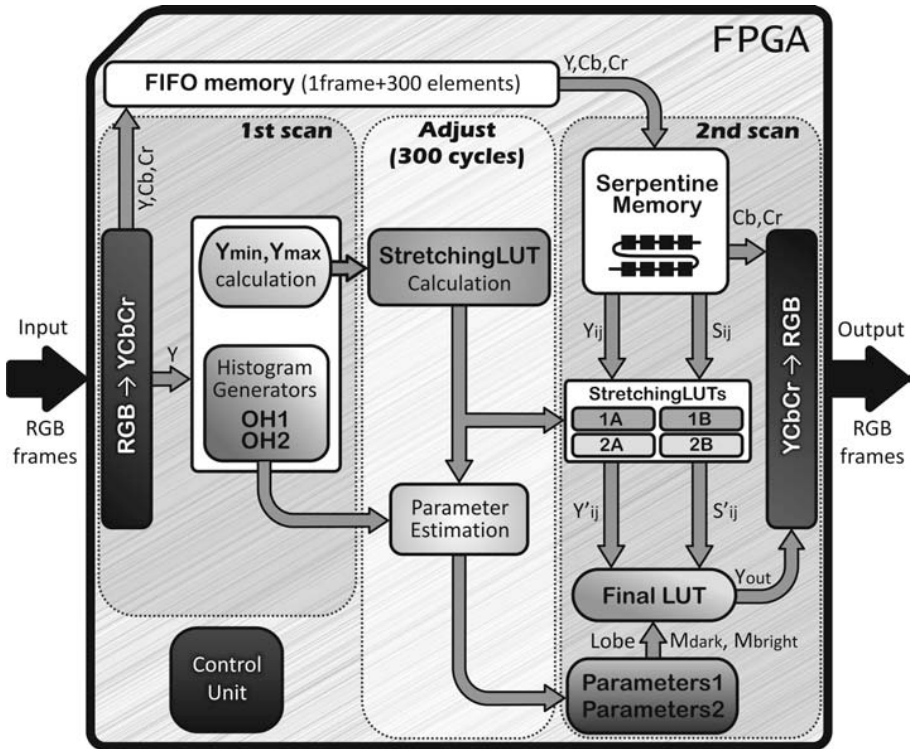 FPGA
FIFO memory (1frame+300 elements)
Y,Cb,Cr
1st scan
Adjust
(300 cycles)
2nd scan
Y,Cb,Cr
Serpentine
Memory
Cb,Cr
Ymin,Ymax
calculation
StretchingLUT
Calculation
Input
RGB
frames
RGB → YCbCr
Y
Histogram
Generators
OH1
OH2
Yij
Sij
StretchingLUTs
1A
1B
2A
2B
YCbCr → RGB
Output
RGB
frames
Parameter
Estimation
Y'ij
S'ij
Final LUT
Yout
Lobe
Mdark, Mbright
Control
Unit
Parameters1
Parameters2